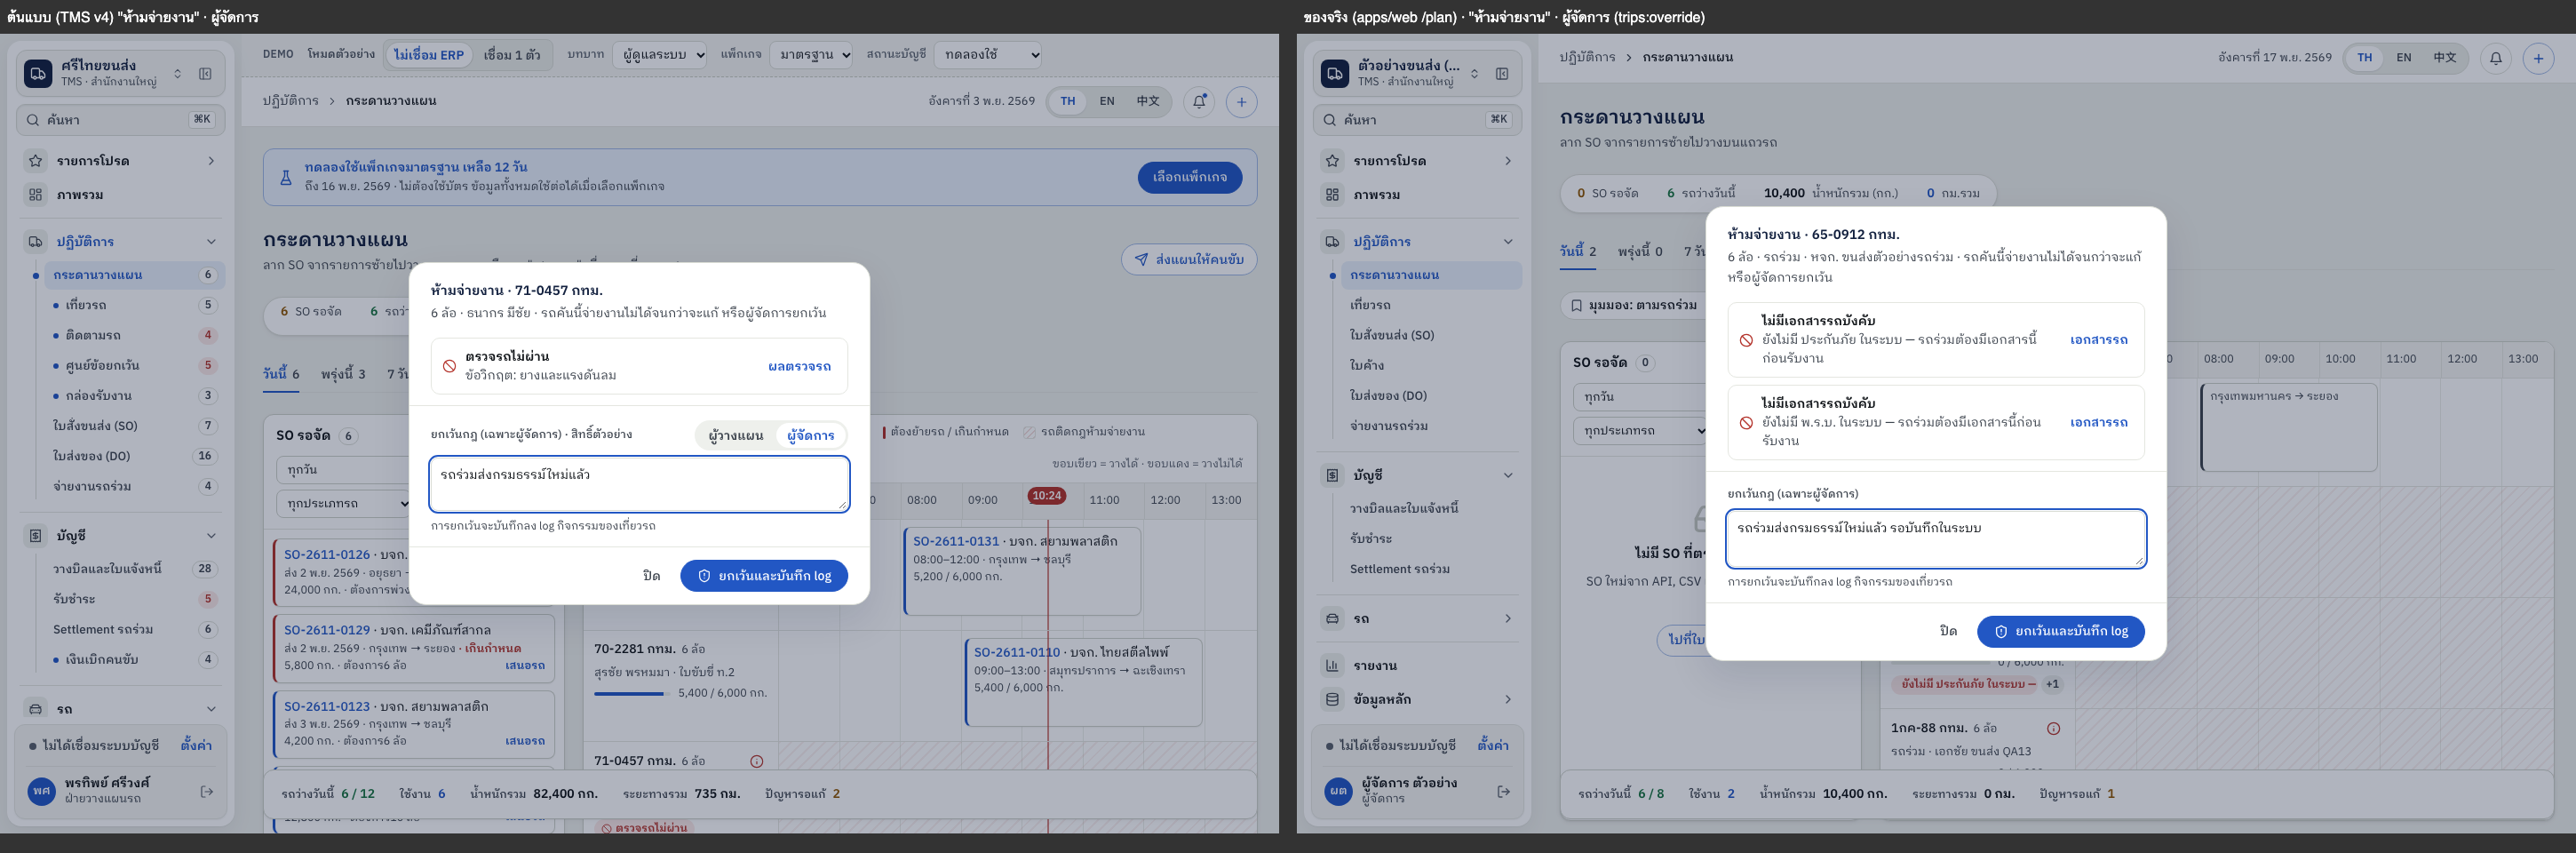 ต้นแบบ (TMS v4) "ห้ามจ่ายงาน" · ผู้จัดการ
ศรีไทยขนส่ง
TMS · สำนักงานใหญ่
ค้นหา
⌘K
รายการโปรด
ภาพรวม
ปฏิบัติการ
กระดานวางแผน 6
เที่ยวรถ 5
ติดตามรถ 4
ศูนย์ข้อยกเว้น 5
กล่องรับงาน 3
ใบสั่งขนส่ง (SO) 7
ใบส่งของ (DO) 16
จ่ายงานรถร่วม 4
บัญชี
วางบิลและใบแจ้งหนี้ 28
รับชำระ 5
Settlement รถร่วม 6
เงินเบิกคนขับ 4
รถ
ไม่ได้เชื่อมระบบบัญชี ตั้งค่า
พศ
พรทิพย์ ศรีวงศ์
ฝ่ายวางแผนรถ
DEMO โหมดตัวอย่าง ไม่เชื่อม ERP เชื่อม 1 ตัว บทบาท ผู้ดูแลระบบ แพ็กเกจ มาตรฐาน สถานะบัญชี ทดลองใช้
ปฏิบัติการ กระดานวางแผน
อังคารที่ 3 พ.ย. 2569 TH EN 中文
ทดลองใช้แพ็กเกจมาตรฐาน เหลือ 12 วัน
ถึง 16 พ.ย. 2569 · ไม่ต้องใช้บัตร ข้อมูลทั้งหมดใช้ต่อได้เมื่อเลือกแพ็กเกจ
เลือกแพ็กเกจ
กระดานวางแผน
ลาก SO จากรายการซ้ายไปวา
ส่งแผนให้คนขับ
6 SO รอจัด 6 รถว่า
วันนี้ 6 พรุ่งนี้ 3 7 วัน
SO รอจัด 6
ทุกวัน
ทุกประเภทรถ
SO-2611-0126 · บจก.
ส่ง 2 พ.ย. 2569 · อยุธยา
24,000 กก. · ต้องการพ่วง
SO-2611-0129 · บจก. เคมีภัณฑ์สากล
ส่ง 2 พ.ย. 2569 · กรุงเทพ → ระยอง · เกินกำหนด
5,800 กก. · ต้องการ6 ล้อ เสนอรถ
SO-2611-0123 · บจก. สยามพลาสติก
ส่ง 3 พ.ย. 2569 · กรุงเทพ → ชลบุรี
4,200 กก. · ต้องการ6 ล้อ เสนอรถ
ต้องย้ายรถ / เกินกำหนด รถติดกฎห้ามจ่ายงาน
ขอบเขียว = วางได้ · ขอบแดง = วางไม่ได้
08:00 09:00 10:24 11:00 12:00 13:00
SO-2611-0131 · บจก. สยามพลาสติก
08:00–12:00 · กรุงเทพ → ชลบุรี
5,200 / 6,000 กก.
70-2281 กทม. 6 ล้อ
สุรชัย พรหมมา · ใบขับขี่ ท.2
5,400 / 6,000 กก.
SO-2611-0110 · บจก. ไทยสตีลไพพ์
09:00–13:00 · สมุทรปราการ → ฉะเชิงเทรา
5,400 / 6,000 กก.
71-0457 กทม. 6 ล้อ
ตรวจรถไม่ผ่าน
รถว่างวันนี้ 6 / 12 ใช้งาน 6 น้ำหนักรวม 82,400 กก. ระยะทางรวม 735 กม. ปัญหารอแก้ 2
ห้ามจ่ายงาน · 71-0457 กทม.
6 ล้อ · ธนากร มีชัย · รถคันนี้จ่ายงานไม่ได้จนกว่าจะแก้ หรือผู้จัดการยกเว้น
ตรวจรถไม่ผ่าน
ข้อวิกฤต: ยางและแรงดันลม
ผลตรวจรถ
ยกเว้นกฎ (เฉพาะผู้จัดการ) · สิทธิ์ตัวอย่าง ผู้วางแผน ผู้จัดการ
รถร่วมส่งกรมธรรม์ใหม่แล้ว
การยกเว้นจะบันทึกลง log กิจกรรมของเที่ยวรถ
ปิด ยกเว้นและบันทึก log
ของจริง (apps/web /plan) · "ห้ามจ่ายงาน" · ผู้จัดการ (trips:override)
ตัวอย่างขนส่ง (...
TMS · สำนักงานใหญ่
ค้นหา
⌘K
รายการโปรด
ภาพรวม
ปฏิบัติการ
กระดานวางแผน
เที่ยวรถ
ใบสั่งขนส่ง (SO)
ใบค้าง
ใบส่งของ (DO)
จ่ายงานรถร่วม
บัญชี
วางบิลและใบแจ้งหนี้
รับชำระ
Settlement รถร่วม
รถ
รายงาน
ข้อมูลหลัก
ไม่ได้เชื่อมระบบบัญชี ตั้งค่า
ผต
ผู้จัดการ ตัวอย่าง
ผู้จัดการ
ปฏิบัติการ กระดานวางแผน
อังคารที่ 17 พ.ย. 2569 TH EN 中文
กระดานวางแผน
ลาก SO จากรายการซ้ายไปวางบนแถวรถ
0 SO รอจัด 6 รถว่างวันนี้ 10,400 น้ำหนักรวม (กก.) 0 กม.รวม
วันนี้ 2 พรุ่งนี้ 0 7 วัน
มุมมอง: ตามรถร่วม
SO รอจัด 0
ทุกวัน
ทุกประเภทรถ
ไม่มี SO ที่ต
SO ใหม่จาก API, CSV
ไปที่ใบ
08:00 09:00 10:00 11:00 12:00 13:00
กรุงเทพมหานคร → ระยอง
0 / 6,000 กก.
ยังไม่มี ประกันภัย ในระบบ — +1
1กค-88 กทม. 6 ล้อ
รถร่วม · เอกชัย ขนส่ง QA13
รถว่างวันนี้ 6 / 8 ใช้งาน 2 น้ำหนักรวม 10,400 กก. ระยะทางรวม 0 กม. ปัญหารอแก้ 1
ห้ามจ่ายงาน · 65-0912 กทม.
6 ล้อ · รถร่วม · หจก. ขนส่งตัวอย่างรถร่วม · รถคันนี้จ่ายงานไม่ได้จนกว่าจะแก้
หรือผู้จัดการยกเว้น
ไม่มีเอกสารรถบังคับ
ยังไม่มี ประกันภัย ในระบบ — รถร่วมต้องมีเอกสารนี้
ก่อนรับงาน
เอกสารรถ
ไม่มีเอกสารรถบังคับ
ยังไม่มี พ.ร.บ. ในระบบ — รถร่วมต้องมีเอกสารนี้ก่อน
รับงาน
เอกสารรถ
ยกเว้นกฎ (เฉพาะผู้จัดการ)
รถร่วมส่งกรมธรรม์ใหม่แล้ว รอบันทึกในระบบ
การยกเว้นจะบันทึกลง log กิจกรรมของเที่ยวรถ
ปิด ยกเว้นและบันทึก log